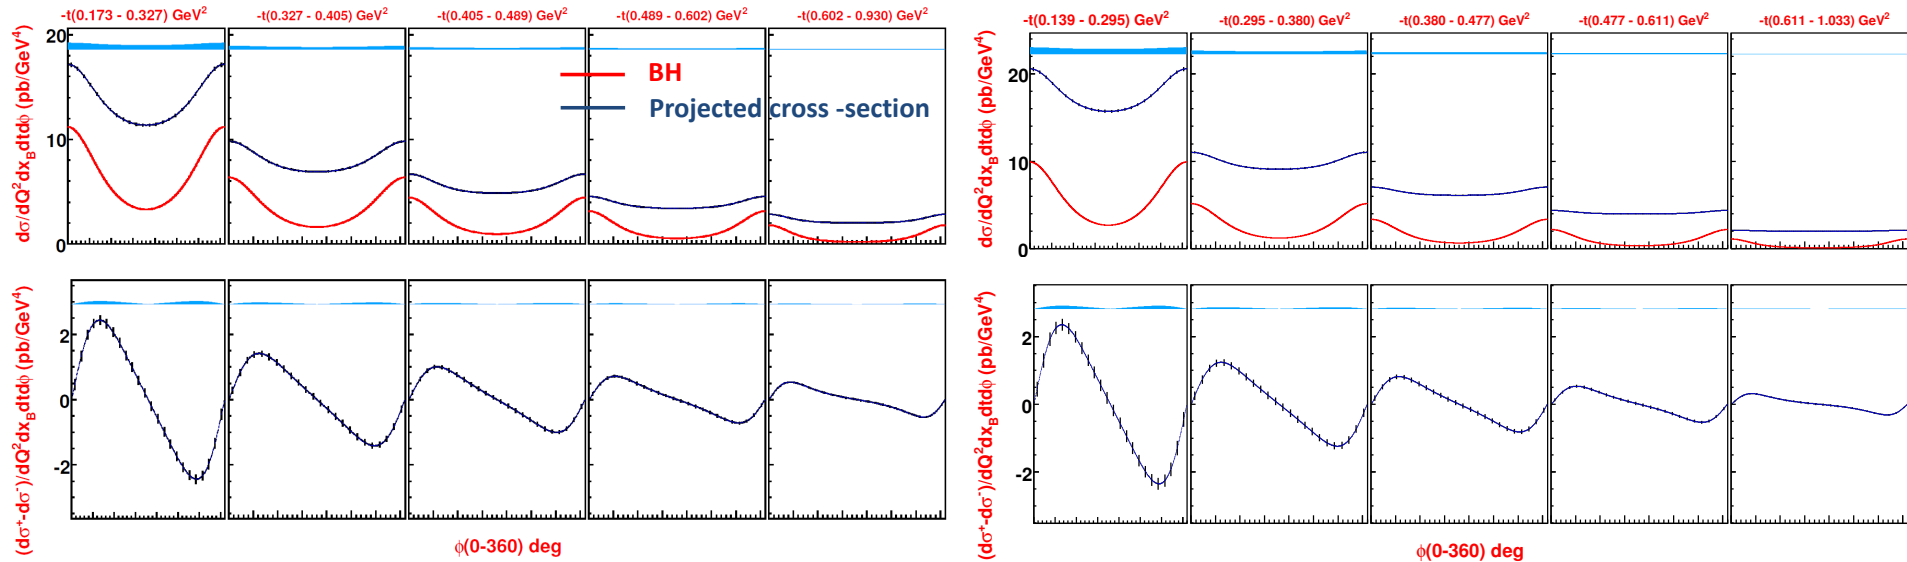 -t(0.173 - 0.327) GeV²
-t(0.327 - 0.405) GeV²
-t(0.405 - 0.489) GeV²
-t(0.489 - 0.602) GeV²
-t(0.602 - 0.930) GeV²
dσ/dQ²dx_Bdtdϕ (pb/GeV⁴)
20
10
0
BH
Projected cross -section
(dσ⁺-dσ⁻)/dQ²dx_Bdtdϕ (pb/GeV⁴)
2
0
-2
ϕ(0-360) deg
-t(0.139 - 0.295) GeV²
-t(0.295 - 0.380) GeV²
-t(0.380 - 0.477) GeV²
-t(0.477 - 0.611) GeV²
-t(0.611 - 1.033) GeV²
dσ/dQ²dx_Bdtdϕ (pb/GeV⁴)
20
10
0
(dσ⁺-dσ⁻)/dQ²dx_Bdtdϕ (pb/GeV⁴)
2
0
-2
ϕ(0-360) deg